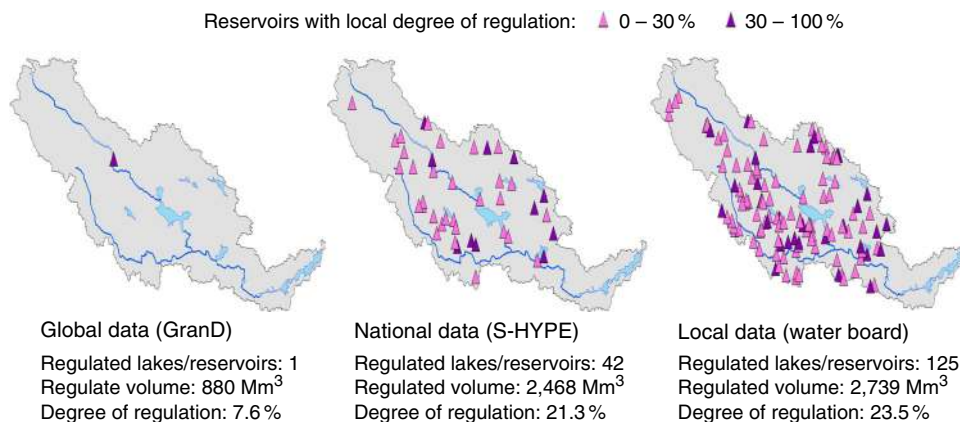 Reservoirs with local degree of regulation: 0 – 30 % 30 – 100 %
Global data (GranD)
Regulated lakes/reservoirs: 1
Regulate volume: 880 Mm³
Degree of regulation: 7.6 %
National data (S-HYPE)
Regulated lakes/reservoirs: 42
Regulated volume: 2,468 Mm³
Degree of regulation: 21.3 %
Local data (water board)
Regulated lakes/reservoirs: 125
Regulated volume: 2,739 Mm³
Degree of regulation: 23.5 %